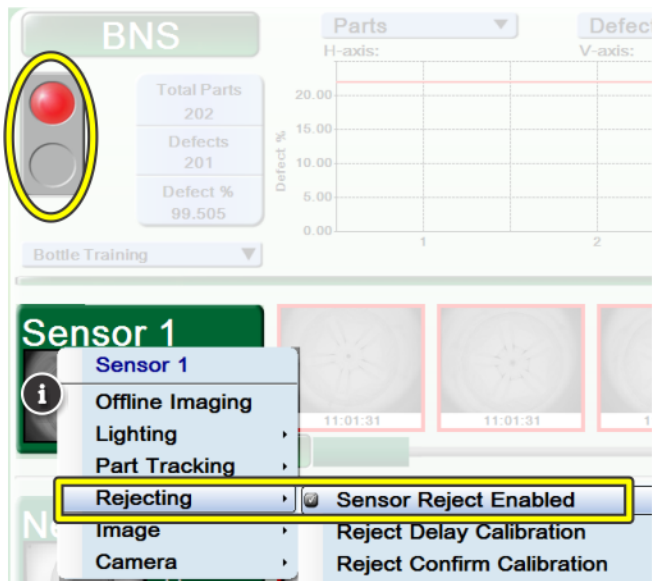 BNS
Parts
Defect
H-axis:
V-axis:
Total Parts
202
Defects
201
Defect %
99.505
Defect %
20.00
15.00
10.00
5.00
0.00
1
2
Bottle Training
Sensor 1
11:01:31
11:01:31
1
Sensor 1
i
Offline Imaging
Lighting
Part Tracking
Rejecting
Sensor Reject Enabled
Image
Reject Delay Calibration
Camera
Reject Confirm Calibration